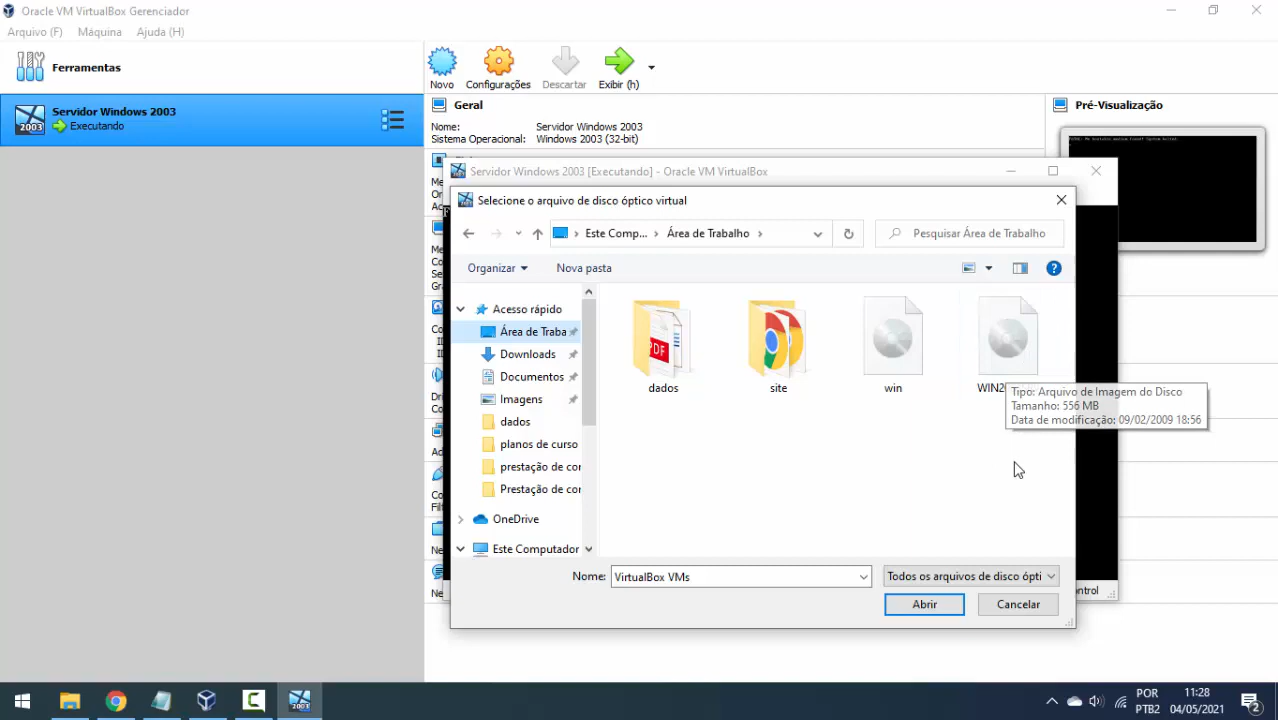 Oracle VM VirtualBox Gerenciador
Arquivo (F) Máquina Ajuda (H)
Ferramentas
Novo Configurações Descartar Exibir (h)
Servidor Windows 2003
Executando
2003
Geral
Nome: Servidor Windows 2003
Sistema Operacional: Windows 2003 (32-bit)
Pré-Visualização
Servidor Windows 2003 [Executando] - Oracle VM VirtualBox
Selecione o arquivo de disco óptico virtual
Este Comp... Área de Trabalho
Pesquisar Área de Trabalho
Organizar Nova pasta
Acesso rápido
Área de Traba
Downloads
Documentos
Imagens
dados
planos de curso
prestação de cor
Prestação de cor
OneDrive
Este Computador
PDF
dados site win
Tipo: Arquivo de Imagem do Disco
Tamanho: 556 MB
Data de modificação: 09/02/2009 18:56
Nome: VirtualBox VMs
Todos os arquivos de disco ópti
Abrir Cancelar
POR
PTB2
11:28
04/05/2021
2